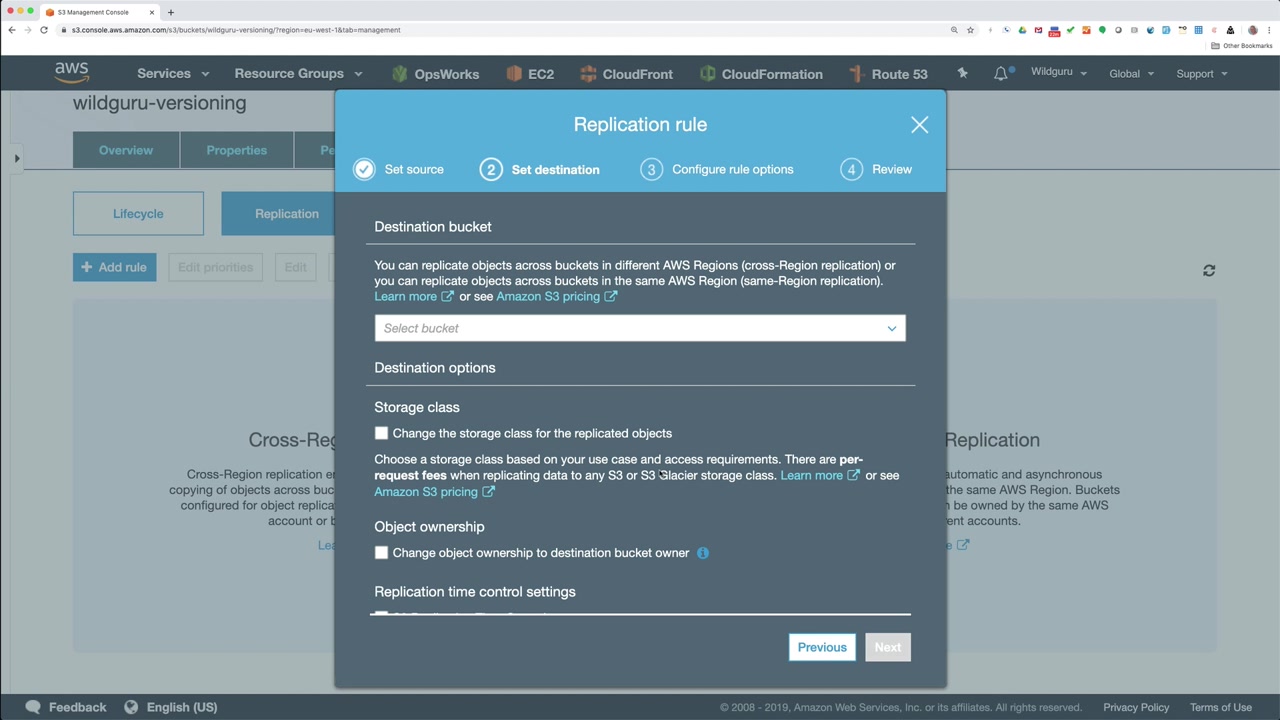 S3 Management Console
s3.console.aws.amazon.com/s3/buckets/wildguru-versioning/?region=eu-west-1&tab=management
Other Bookmarks
aws
Services
Resource Groups
OpsWorks
EC2
CloudFront
CloudFormation
Route 53
Wildguru
Global
Support
wildguru-versioning
Overview
Properties
Pe
Lifecycle
Replication
Add rule
Edit priorities
Edit
Replication rule
Set source
2 Set destination
3 Configure rule options
4 Review
Destination bucket
You can replicate objects across buckets in different AWS Regions (cross-Region replication) or
you can replicate objects across buckets in the same AWS Region (same-Region replication).
Learn more or see Amazon S3 pricing
Select bucket
Destination options
Storage class
Change the storage class for the replicated objects
Choose a storage class based on your use case and access requirements. There are per-
request fees when replicating data to any S3 or S3 Glacier storage class. Learn more or see
Amazon S3 pricing
Object ownership
Change object ownership to destination bucket owner
Replication time control settings
Previous
Next
Cross-Reg
Cross-Region replication en
copying of objects across buc
configured for object replica
account or b
Lea
Replication
automatic and asynchronous
the same AWS Region. Buckets
n be owned by the same AWS
ent accounts.
e
Feedback
English (US)
© 2008 - 2019, Amazon Web Services, Inc. or its affiliates. All rights reserved.
Privacy Policy
Terms of Use